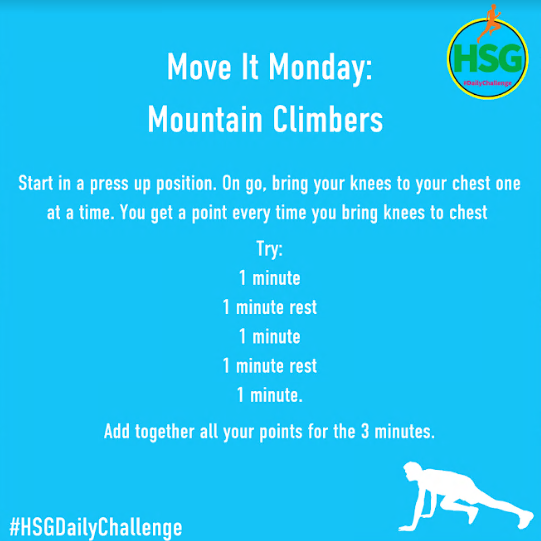 HSG
#DailyChallenge
Move It Monday:
Mountain Climbers
Start in a press up position. On go, bring your knees to your chest one
at a time. You get a point every time you bring knees to chest
Try:
1 minute
1 minute rest
1 minute
1 minute rest
1 minute.
Add together all your points for the 3 minutes.
#HSGDailyChallenge